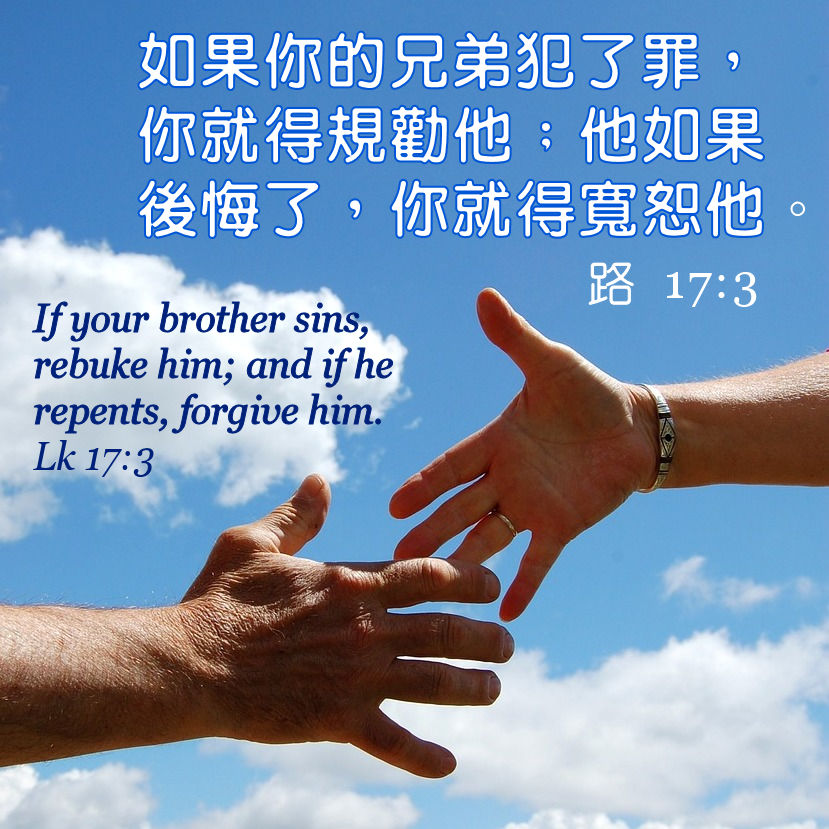 如果你的兄弟犯了罪，
你就得規勸他；他如果
後悔了，你就得寬恕他。
路 17:3
If your brother sins,
rebuke him; and if he
repents, forgive him.
Lk 17:3